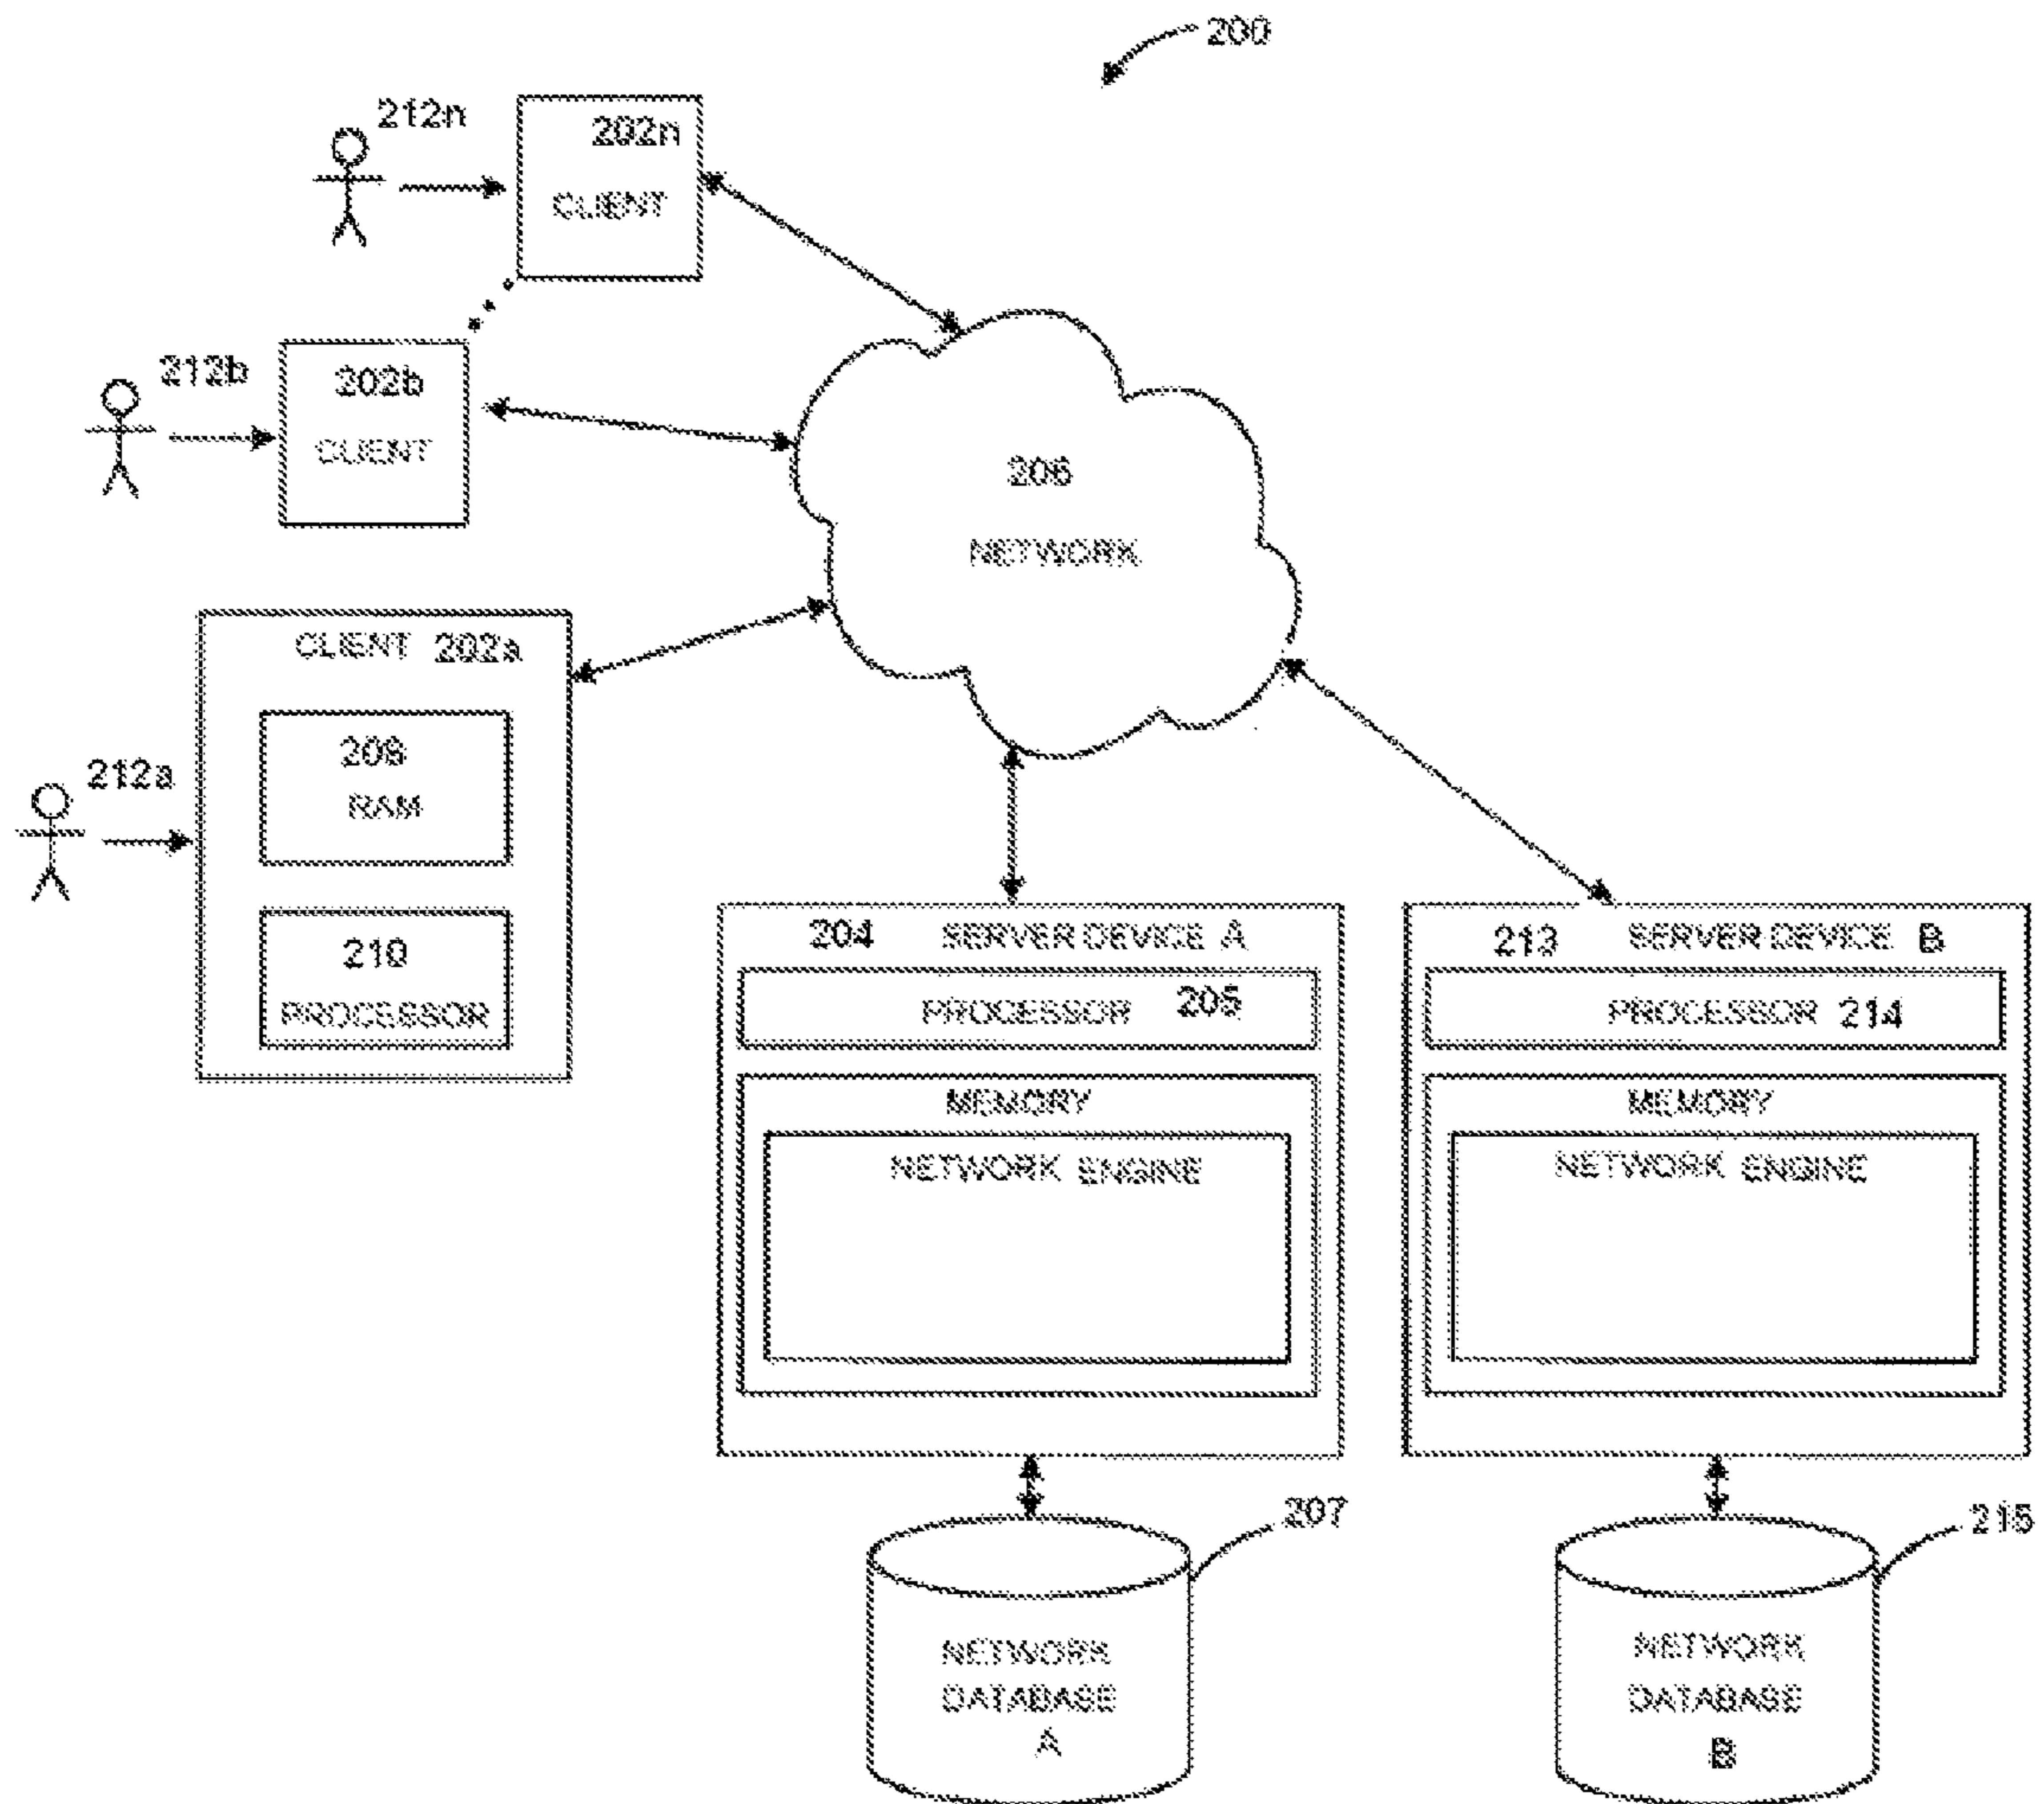 200
212n
202n
CLIENT
212b
202b
CLIENT
206
NETWORK
CLIENT 202a
208
RAM
212a
210
PROCESSOR
204 SERVER DEVICE A
PROCESSOR 205
MEMORY
NETWORK ENGINE
213 SERVER DEVICE B
PROCESSOR 214
MEMORY
NETWORK ENGINE
207
NETWORK
DATABASE
A
215
NETWORK
DATABASE
B